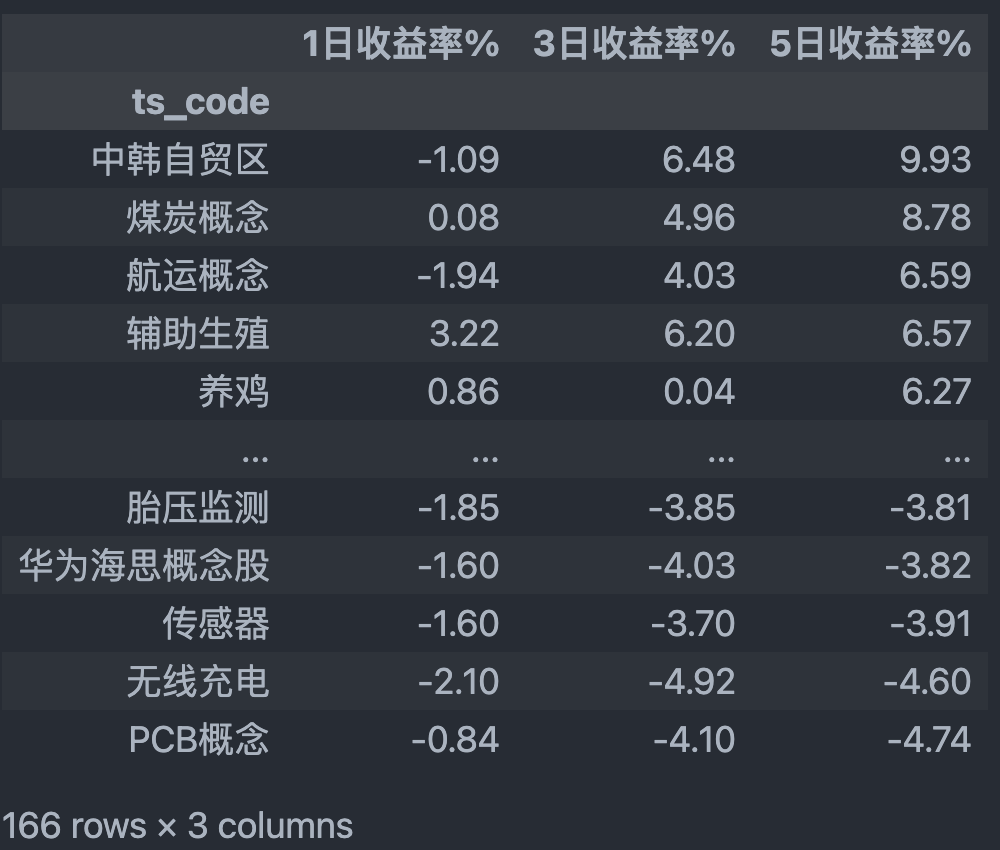 1日收益率% 3日收益率% 5日收益率%
ts_code
中韩自贸区 -1.09 6.48 9.93
煤炭概念 0.08 4.96 8.78
航运概念 -1.94 4.03 6.59
辅助生殖 3.22 6.20 6.57
养鸡 0.86 0.04 6.27
... ... ... ...
胎压监测 -1.85 -3.85 -3.81
华为海思概念股 -1.60 -4.03 -3.82
传感器 -1.60 -3.70 -3.91
无线充电 -2.10 -4.92 -4.60
PCB概念 -0.84 -4.10 -4.74
166 rows × 3 columns